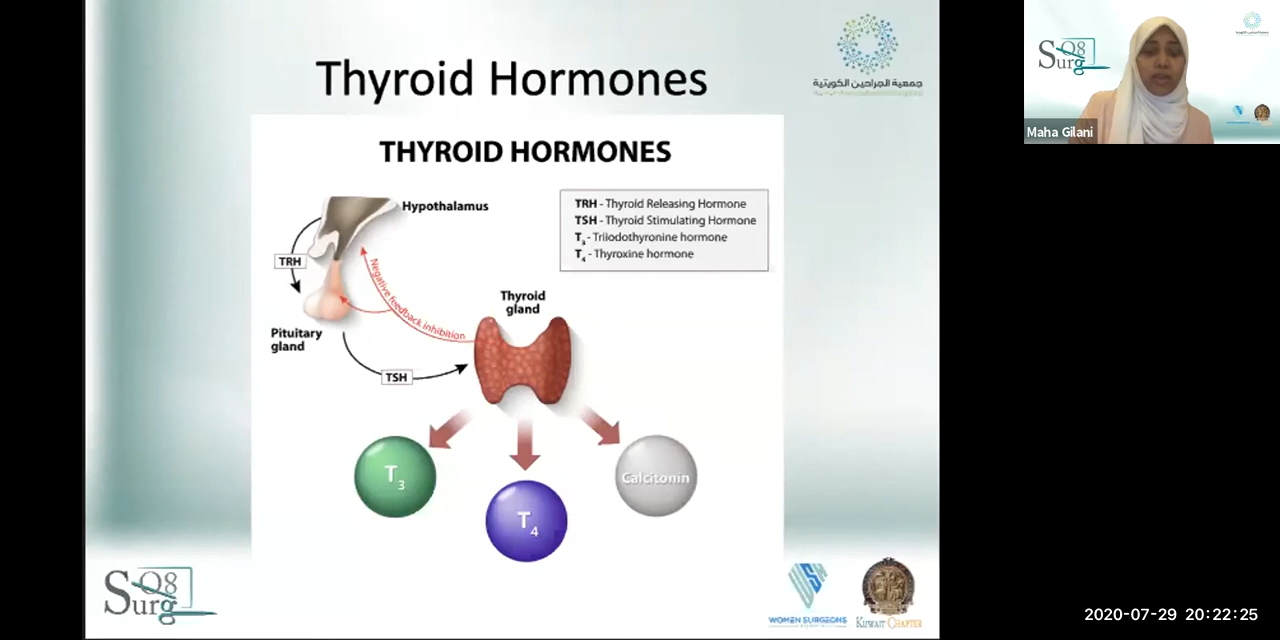 Thyroid Hormones
جمعية الجراحين الكويتية
THYROID HORMONES
Hypothalamus
TRH - Thyroid Releasing Hormone
TSH - Thyroid Stimulating Hormone
T3 - Triiodothyronine hormone
T4 - Thyroxine hormone
TRH
Negative feedback inhibition
Thyroid
gland
Pituitary
gland
TSH
T3
T4
Calcitonin
Q8
Surg
WOMEN SURGEONS
KUWAIT CHAPTER
Q8
Surg
Maha Gilani
2020-07-29 20:22:25